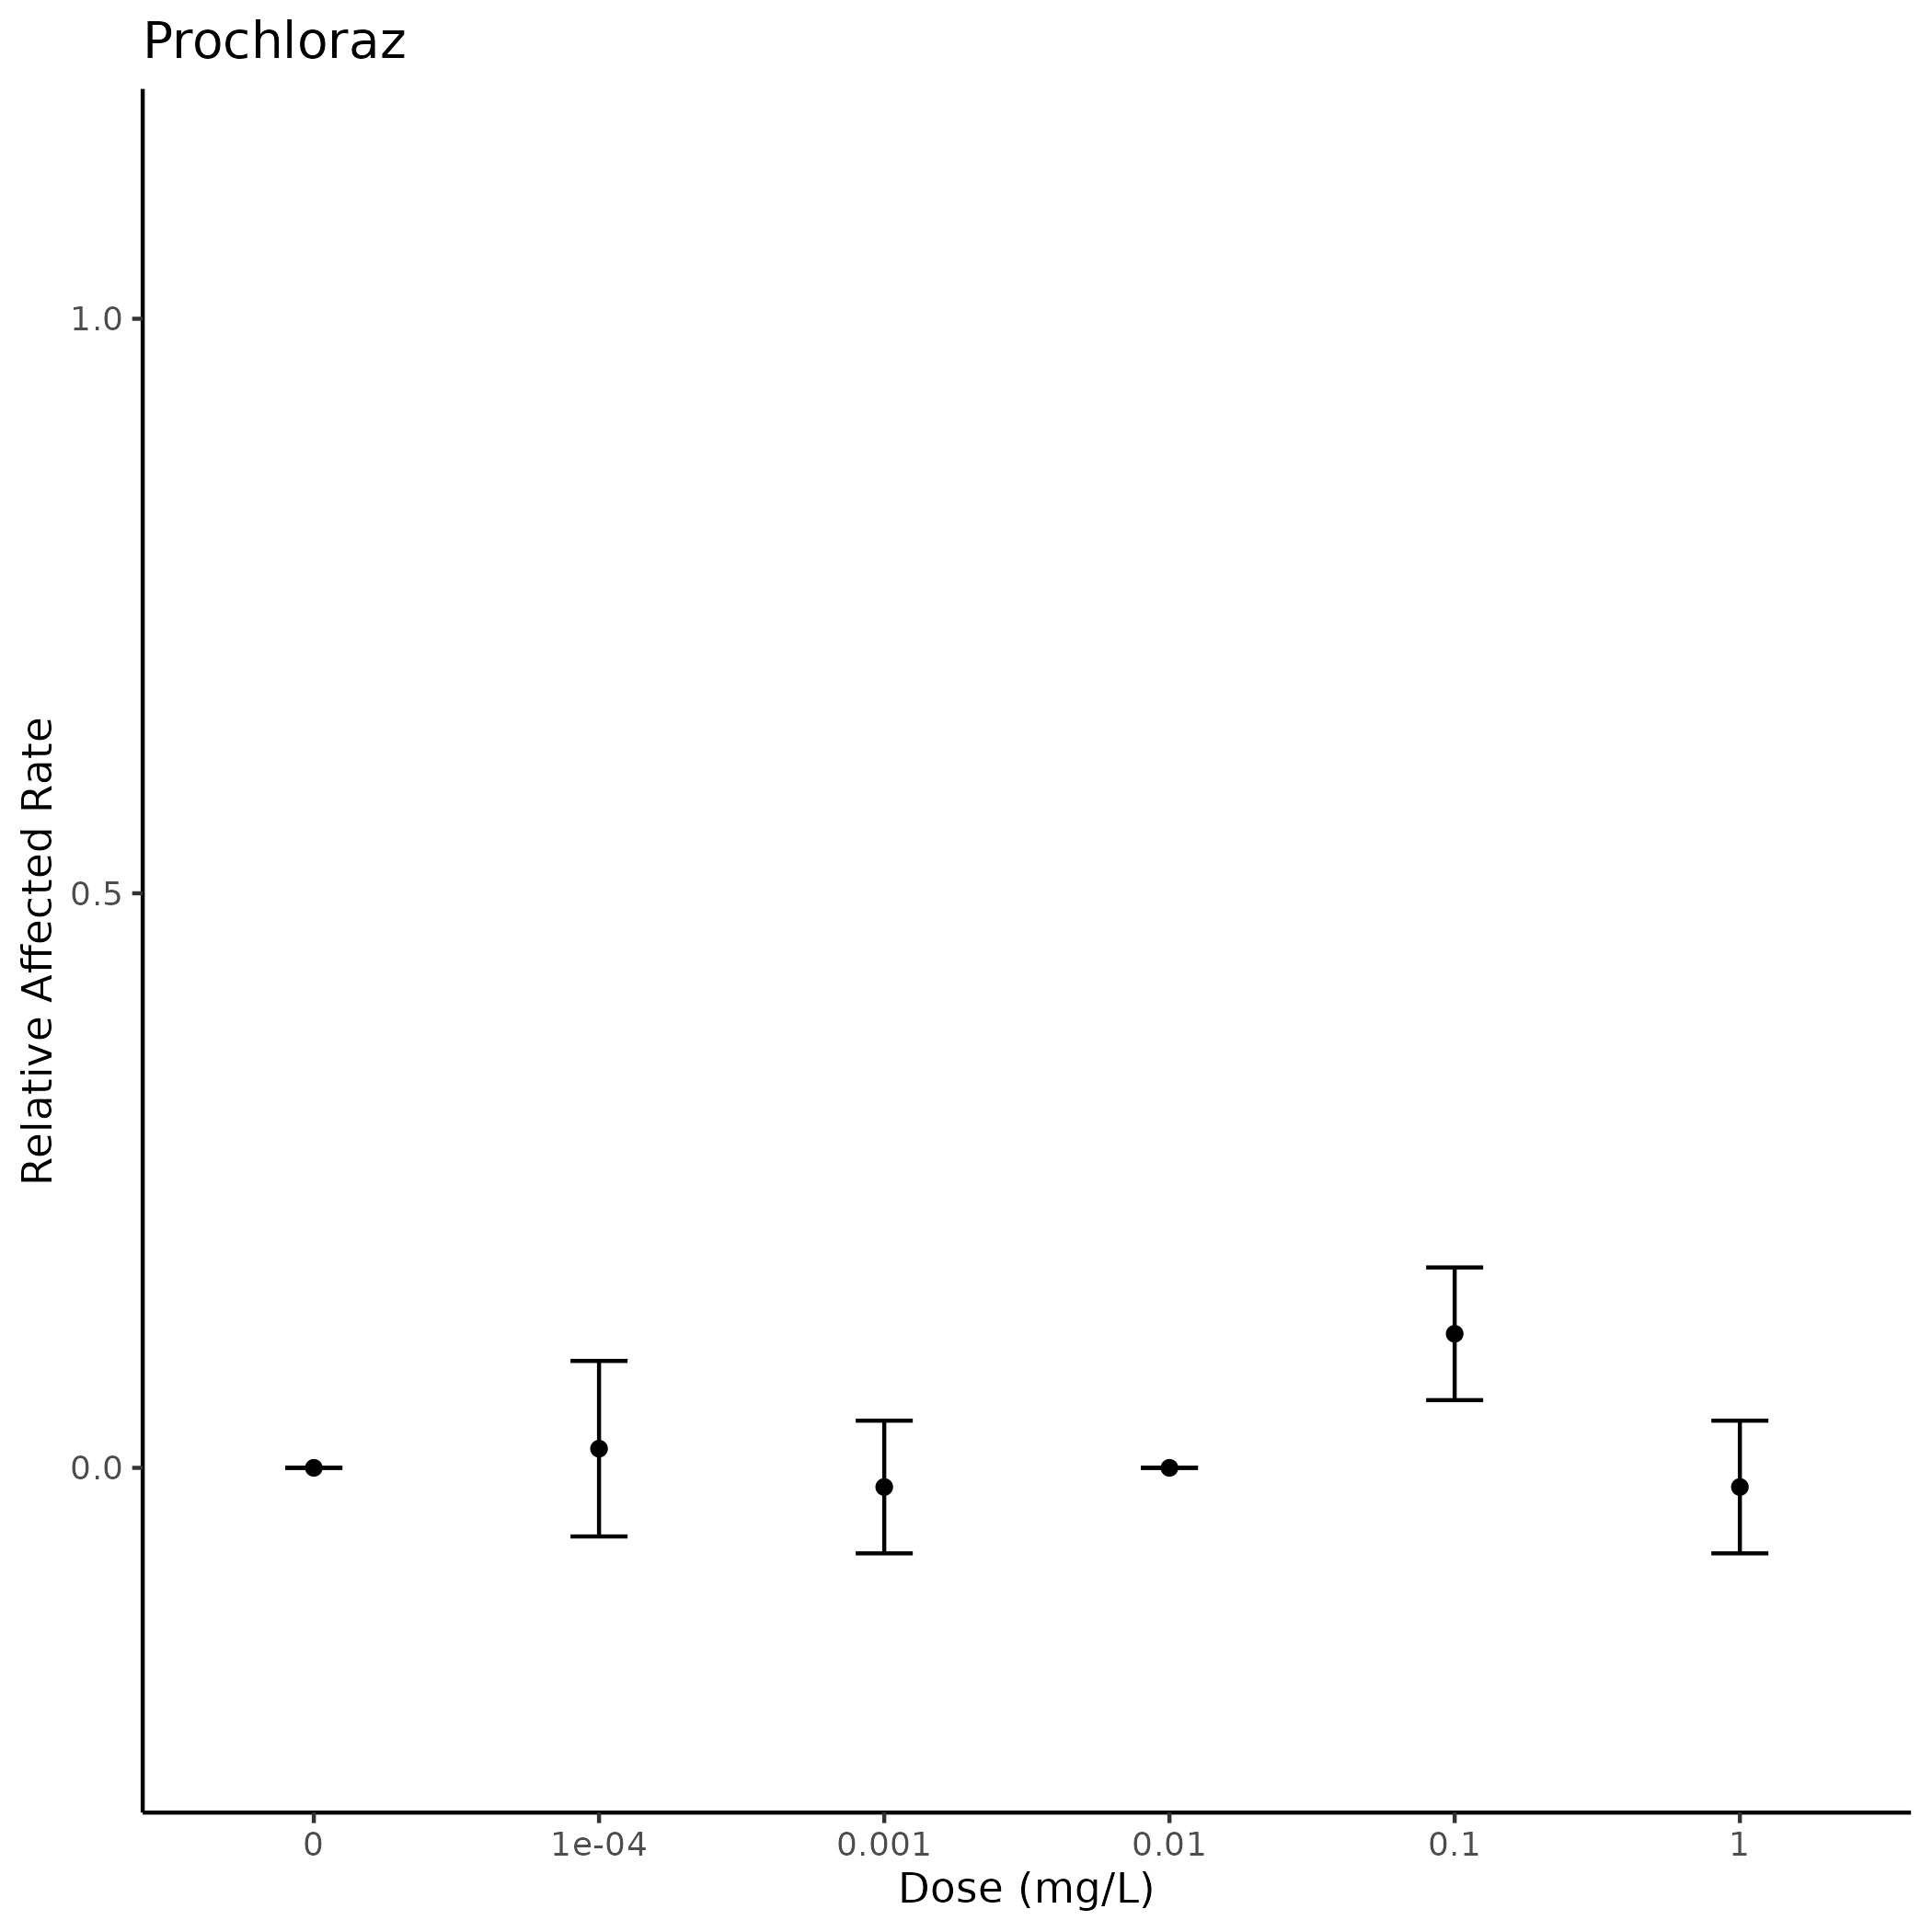 Prochloraz
Relative Affected Rate
1.0
0.5
0.0
0 1e-04 0.001 0.01 0.1 1
Dose (mg/L)